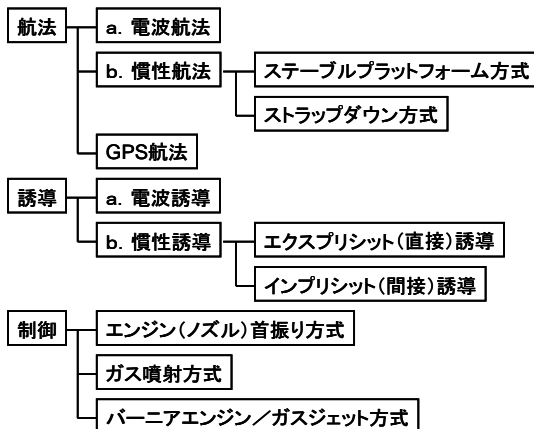 航法
a. 電波航法
b. 慣性航法
ステーブルプラットフォーム方式
ストラップダウン方式
GPS航法
誘導
a. 電波誘導
b. 慣性誘導
エクスプリシット(直接)誘導
インプリシット(間接)誘導
制御
エンジン(ノズル)首振り方式
ガス噴射方式
バーニアエンジン/ガスジェット方式